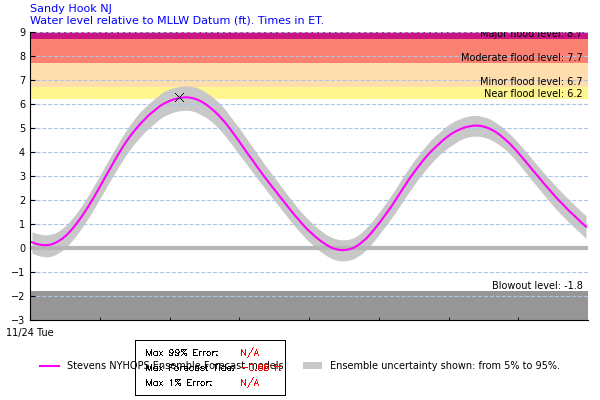 Sandy Hook NJ
Water level relative to MLLW Datum (ft). Times in ET.
9
Major flood level: 8.7
8
Moderate flood level: 7.7
7
Minor flood level: 6.7
Near flood level: 6.2
6
5
4
3
2
1
0
−1
Blowout level: -1.8
−2
−3
11/24 Tue
Max 99% Error: N/A
Stevens NYHOPS Ensemble Forecast models
Max Forecast Tide:
Ensemble uncertainty shown: from 5% to 95%.
Max 1% Error: N/A